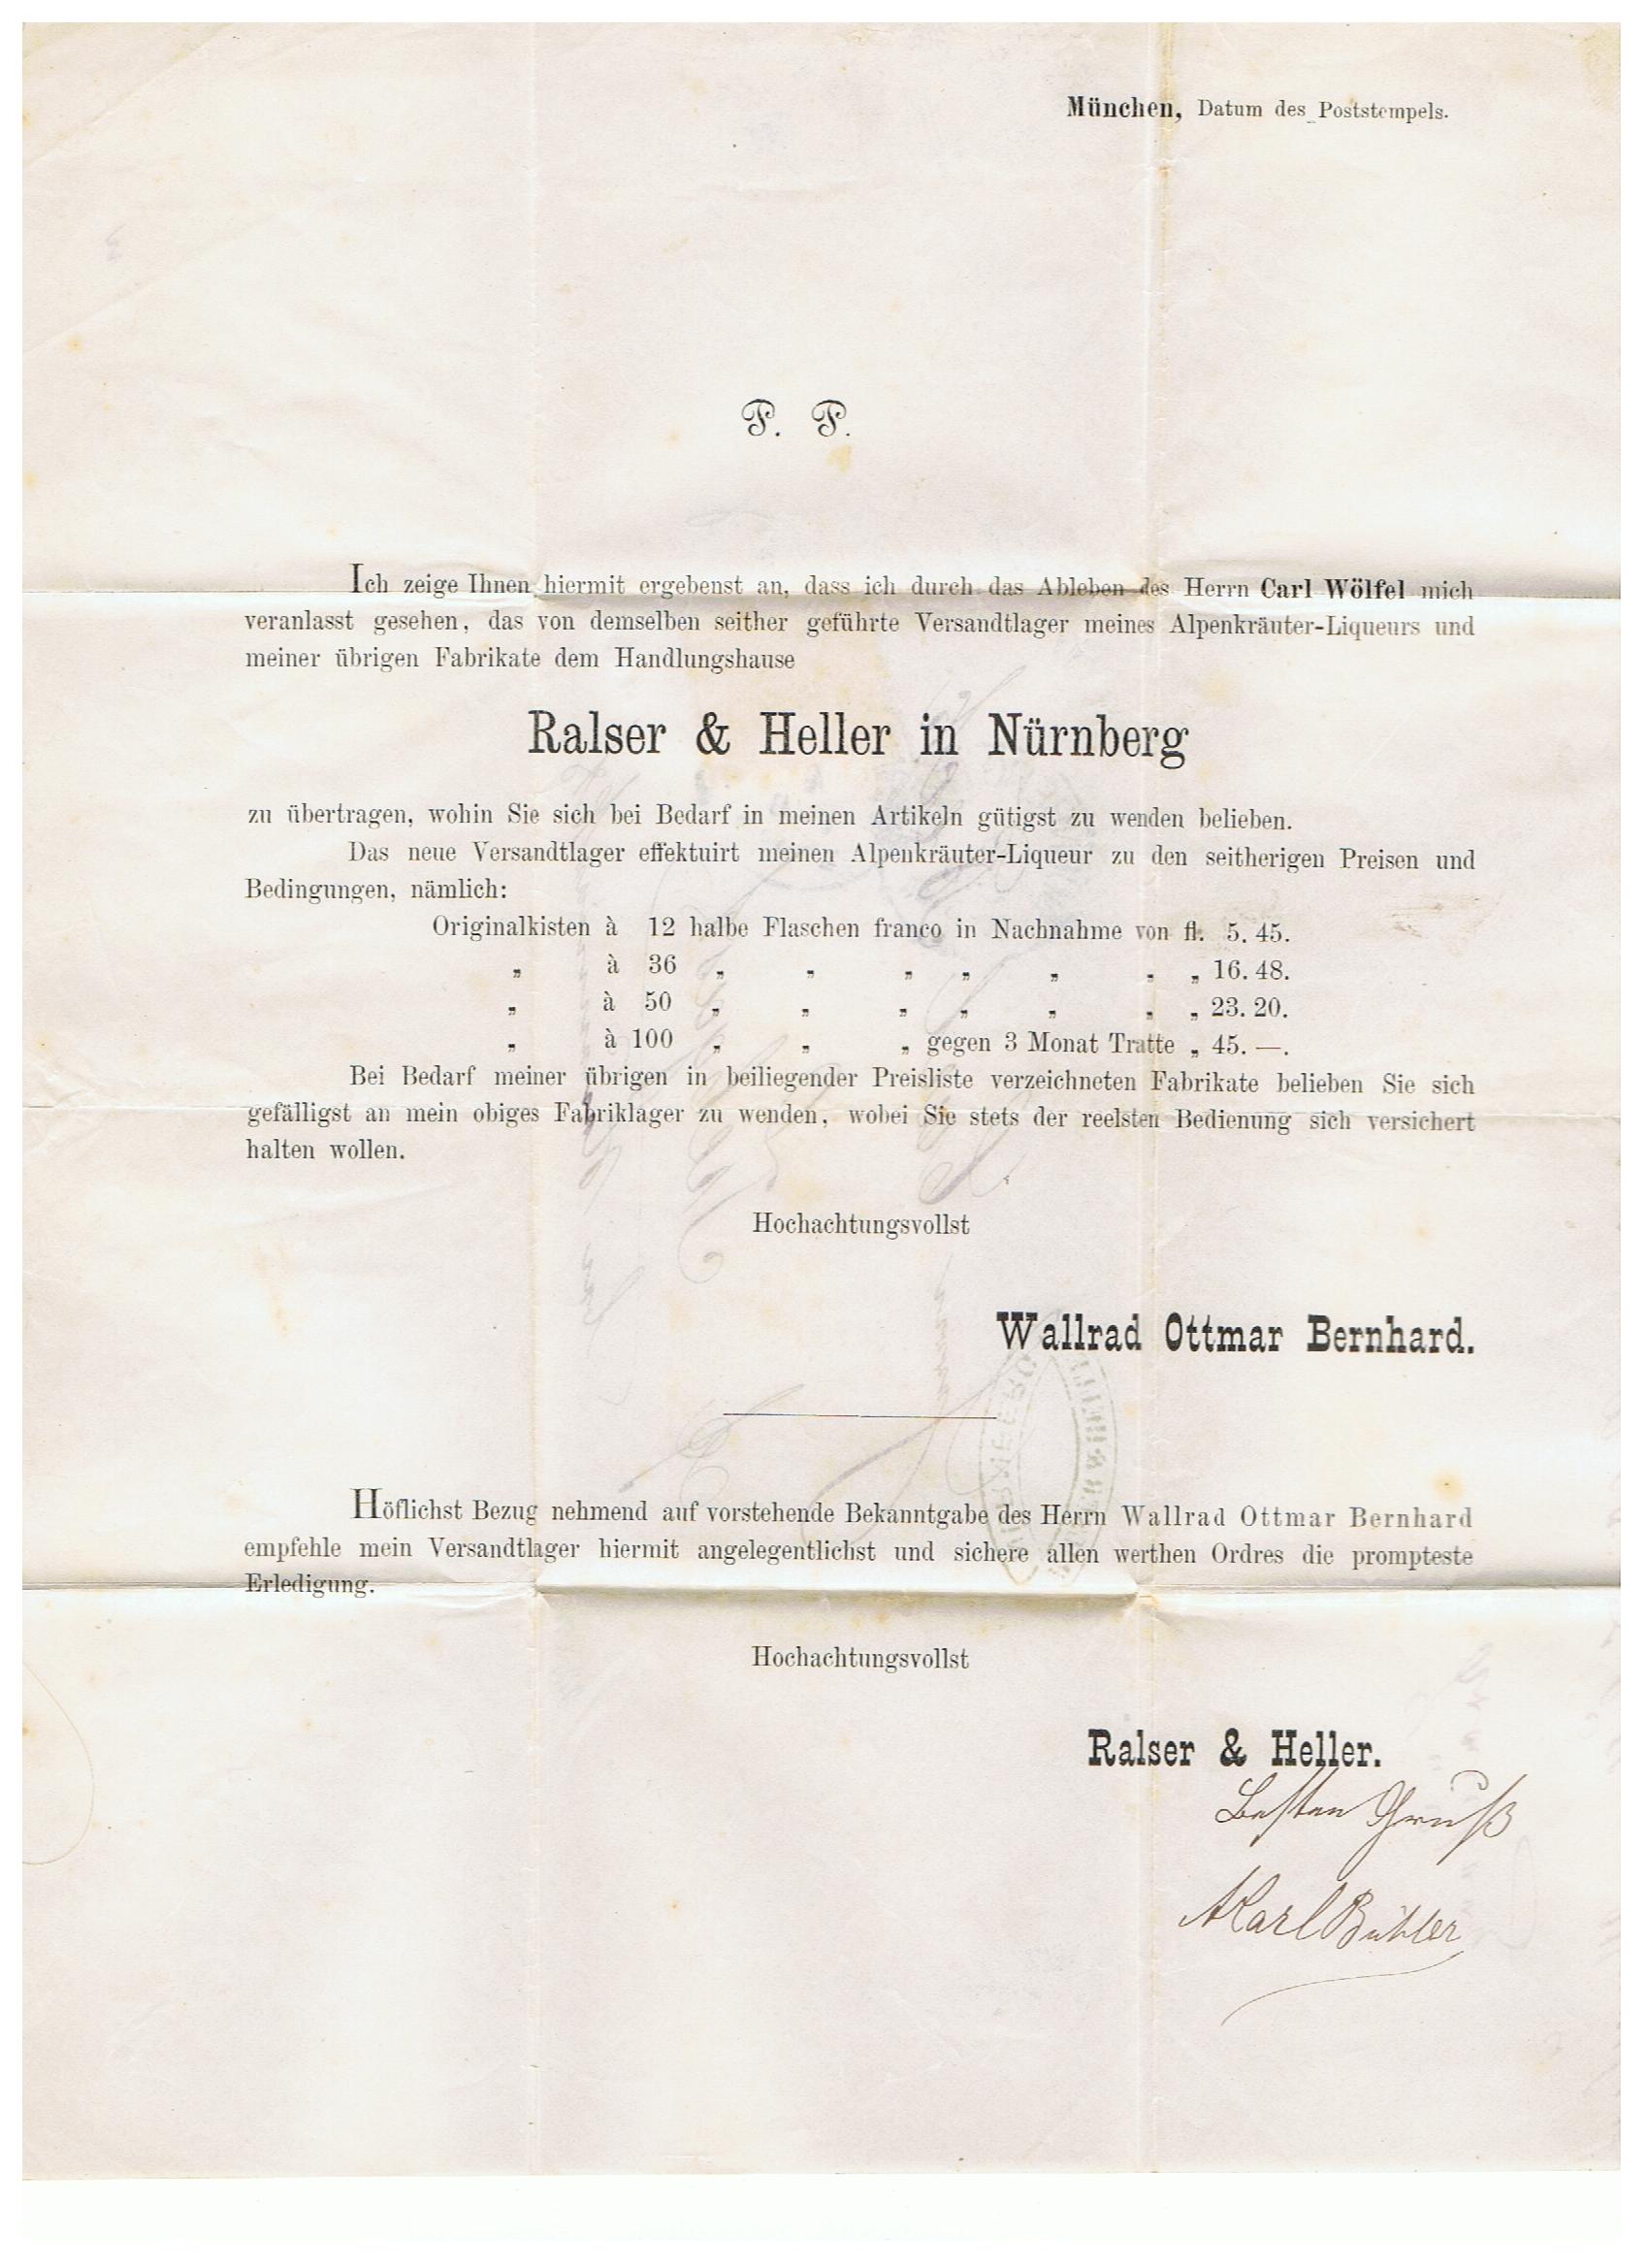 München, Datum des Poststempels.
P. P.
Ich zeige Ihnen hiermit ergebenst an, dass ich durch das Ableben des Herrn Carl Wölfel mich
veranlasst gesehen, das von demselben seither geführte Versandtlager meines Alpenkräuter-Liqueurs und
meiner übrigen Fabrikate dem Handlungshause
Ralser & Heller in Nürnberg
zu übertragen, wohin Sie sich bei Bedarf in meinen Artikeln gütigst zu wenden belieben.
Das neue Versandtlager effektuirt meinen Alpenkräuter-Liqueur zu den seitherigen Preisen und
Bedingungen, nämlich:
Originalkisten à 12 halbe Flaschen franco in Nachnahme von fl. 5. 45.
„ à 36 „ „ „ „ „ „ „ 16. 48.
„ à 50 „ „ „ „ „ „ „ 23. 20.
„ à 100 „ „ „ gegen 3 Monat Tratte „ 45. —.
Bei Bedarf meiner übrigen in beiliegender Preisliste verzeichneten Fabrikate belieben Sie sich
gefälligst an mein obiges Fabriklager zu wenden, wobei Sie stets der reelsten Bedienung sich versichert
halten wollen.
Hochachtungsvollst
Wallrad Ottmar Bernhard.
Höflichst Bezug nehmend auf vorstehende Bekanntgabe des Herrn Wallrad Ottmar Bernhard
empfehle mein Versandtlager hiermit angelegentlichst und sichere allen werthen Ordres die prompteste
Erledigung.
Hochachtungsvollst
Ralser & Heller.
Besten Gruß
Karl Bühler